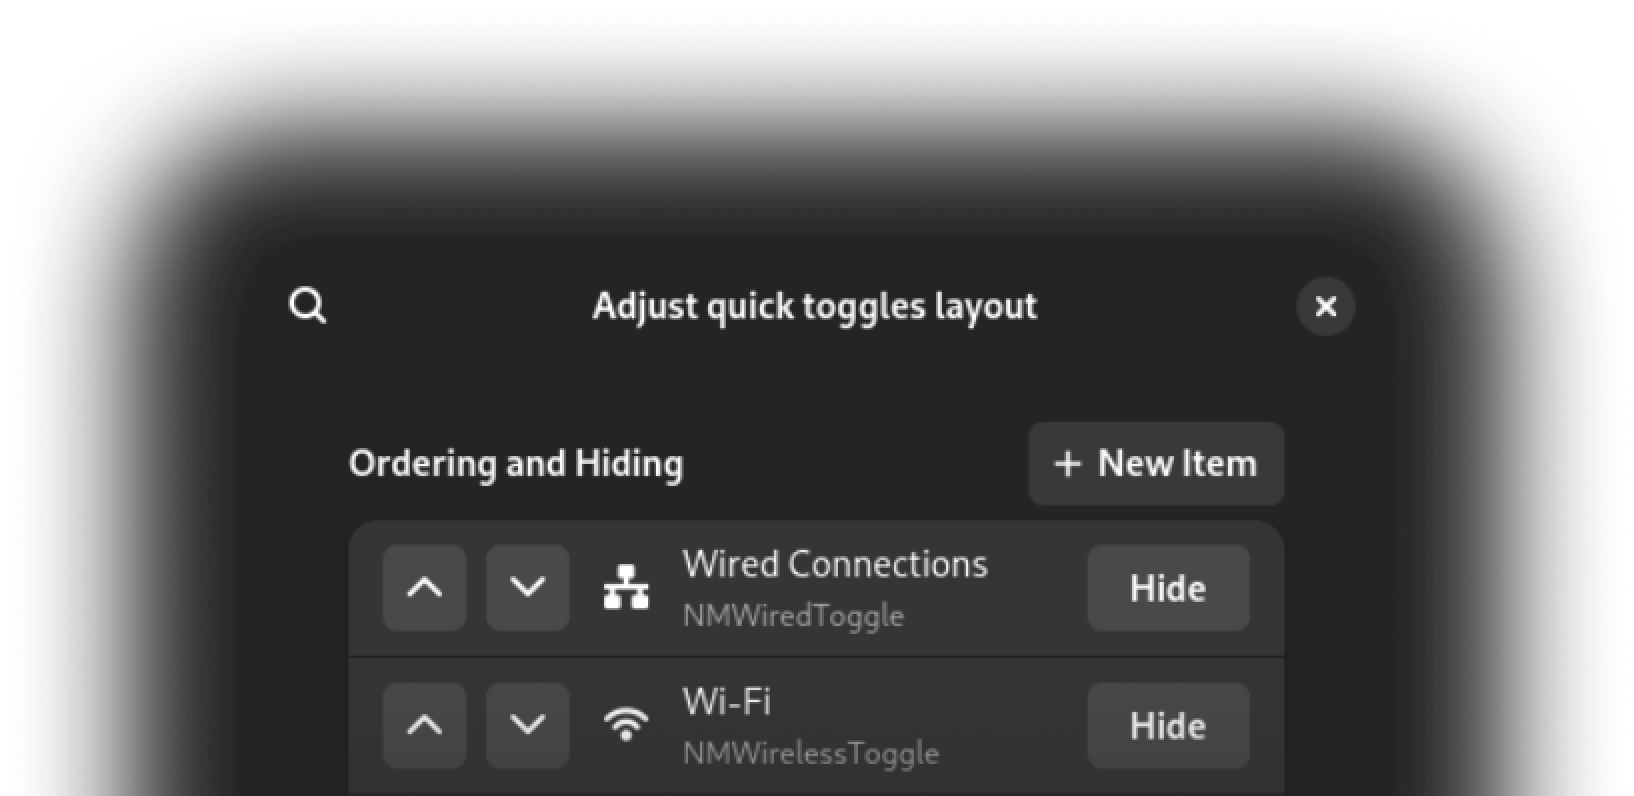 Adjust quick toggles layout
Ordering and Hiding
+ New Item
Wired Connections
NMWiredToggle
Hide
Wi-Fi
NMWirelessToggle
Hide